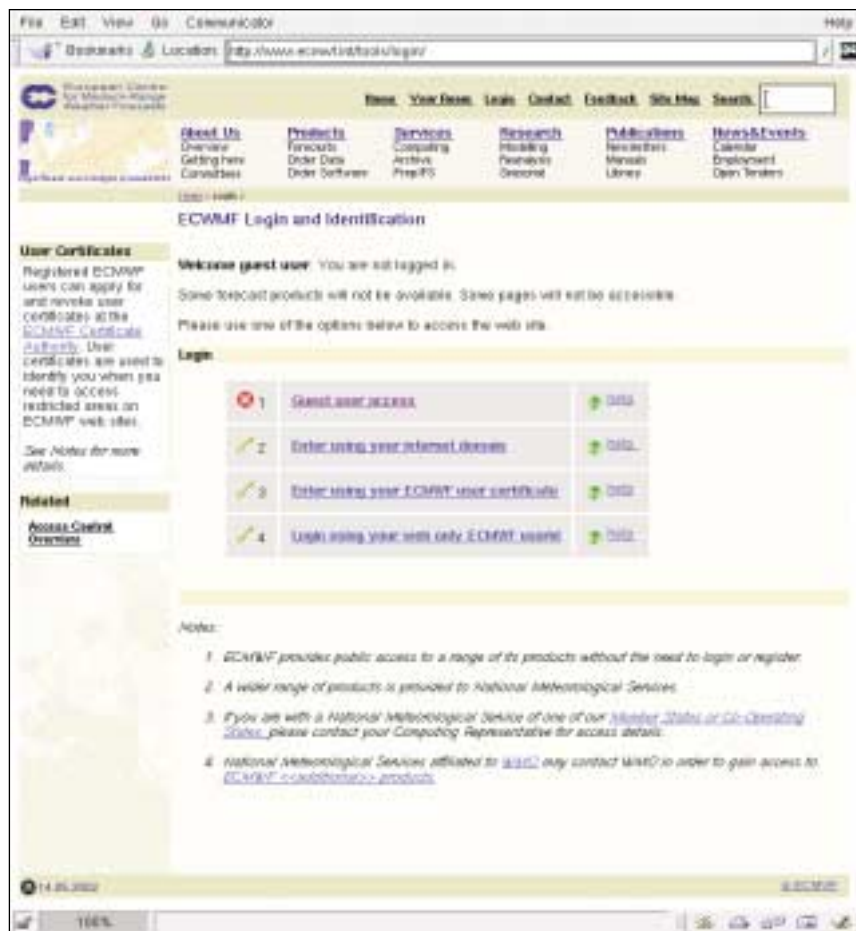 File Edit View Go Communicator Help
Bookmarks Location: http://www.ecmwf.int/tools/login/
European Centre
for Medium-Range
Weather Forecasts
Home Your Room Login Contact Feedback Site Map Search:
About Us Products Services Research Publications News&Events
Overview Forecasts Computing Modelling Newsletters Calendar
Getting here Order Data Archive Reanalysis Manuals Employment
Committees Order Software PrepIFS Seasonal Library Open Tenders
Home > Login >
ECWMF Login and Identification
User Certificates
Registered ECMWF
users can apply for
and revoke user
certificates at the
ECMWF Certificate
Authority. User
certificates are used to
identify you when you
need to access
restricted areas on
ECMWF web sites.
See Notes for more
details.
Related
Access Control
Overview
Welcome guest user. You are not logged in.
Some forecast products will not be available. Some pages will not be accessible.
Please use one of the options below to access the web site.
Login
1 Guest user access help
2 Enter using your internet domain help
3 Enter using your ECMWF user certificate help
4 Login using your web only ECMWF userid help
Notes:
1. ECMWF provides public access to a range of its products without the need to login or register.
2. A wider range of products is provided to National Meteorological Services.
3. If you are with a National Meteorological Service of one of our Member States or Co-Operating
States, please contact your Computing Representative for access details.
4. National Meteorological Services affiliated to WMO may contact WMO in order to gain access to
ECMWF <<additional>> products.
14.05.2002 © ECMWF
100%